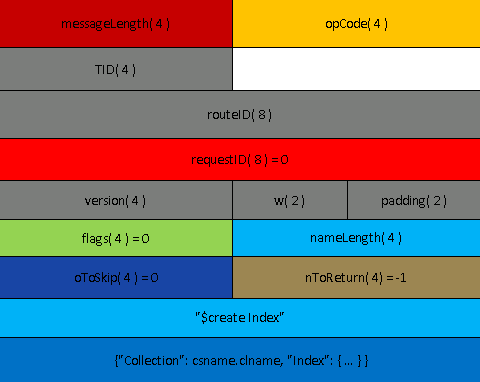 messageLength( 4 )
opCode( 4 )
TID( 4 )
routeID( 8 )
requestID( 8 ) = 0
version( 4 )
w( 2 )
padding( 2 )
flags( 4 ) = 0
nameLength( 4 )
oToSkip( 4 ) = 0
nToReturn( 4) = -1
"$create Index"
{"Collection": csname.clname, "Index": { ... } }